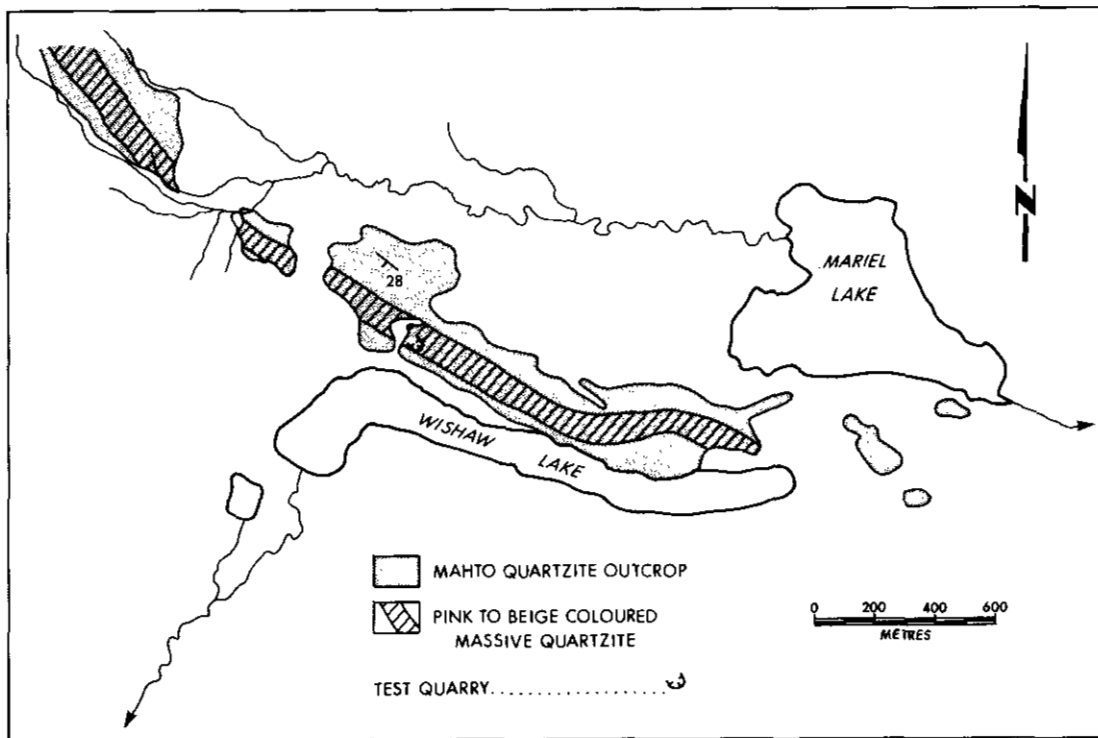 N
MARIEL
LAKE
28
WISHAW
LAKE
MAHTO QUARTZITE OUTCROP
PINK TO BEIGE COLOURED
MASSIVE QUARTZITE
0 200 400 600
METRES
TEST QUARRY......................